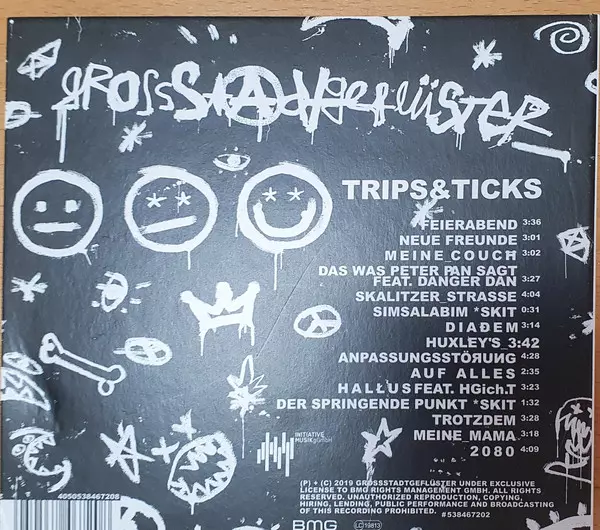 GROSSSTADTGEFLÜSTER
TRIPS&TICKS
FEIERABEND 3:36
NEUE FREUNDE 3:01
MEINE_COUCH 3:02
DAS WAS PETER PAN SAGT
FEAT. DANGER DAN 3:27
SKALITZER_STRASSE 4:04
SIMSALABIM *SKIT 0:31
DIAĐEM 3:14
HUXLEY'S_3:42
ANPASSUNGSSTÖЯUNG 4:28
AUF ALLES 2:35
HALLUS FEAT. HGich.T 3:23
DER SPRINGENDE PUNKT *SKIT 1:32
TROTZDEM 3:28
MEINE_MAMA 3:18
2080 4:09
INITIATIVE
MUSIK gGmbH
(P) + (C) 2019 GROSSSTADTGEFLÜSTER UNDER EXCLUSIVE
LICENSE TO BMG RIGHTS MANAGEMENT GMBH. ALL RIGHTS
RESERVED. UNAUTHORIZED REPRODUCTION, COPYING,
HIRING, LENDING, PUBLIC PERFORMANCE AND BROADCASTING
OF THIS RECORDING PROHIBITED. #538467202
4050538467208
BMG LC 19813